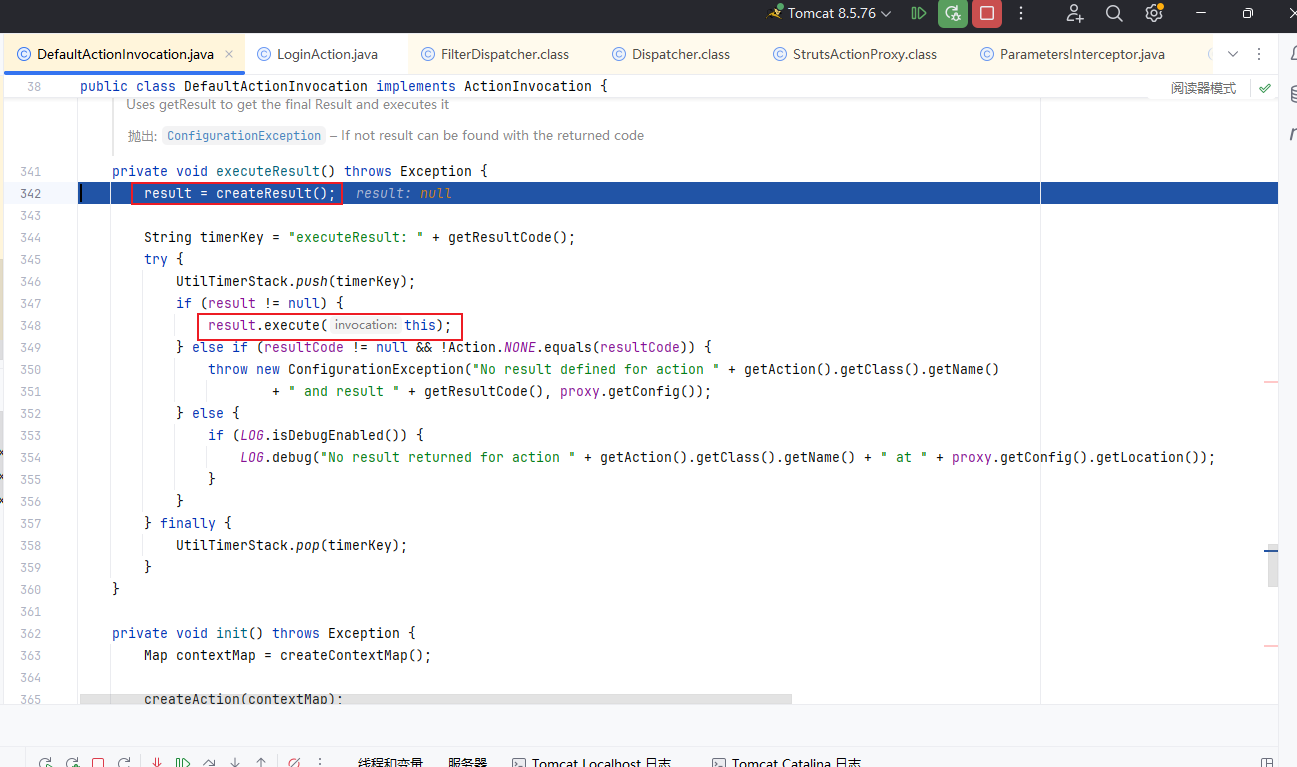 Tomcat 8.5.76
DefaultActionInvocation.java × LoginAction.java FilterDispatcher.class Dispatcher.class StrutsActionProxy.class ParametersInterceptor.java
38 public class DefaultActionInvocation implements ActionInvocation {
阅读器模式
Uses getResult to get the final Result and executes it
抛出: ConfigurationException – If not result can be found with the returned code
341 private void executeResult() throws Exception {
342 result = createResult(); result: null
343
344 String timerKey = "executeResult: " + getResultCode();
345 try {
346 UtilTimerStack.push(timerKey);
347 if (result != null) {
348 result.execute( invocation: this);
349 } else if (resultCode != null && !Action.NONE.equals(resultCode)) {
350 throw new ConfigurationException("No result defined for action " + getAction().getClass().getName()
351 + " and result " + getResultCode(), proxy.getConfig());
352 } else {
353 if (LOG.isDebugEnabled()) {
354 LOG.debug("No result returned for action " + getAction().getClass().getName() + " at " + proxy.getConfig().getLocation());
355 }
356 }
357 } finally {
358 UtilTimerStack.pop(timerKey);
359 }
360 }
361
362 private void init() throws Exception {
363 Map contextMap = createContextMap();
364
365 createAction(contextMap);
线程和变量 服务器 Tomcat Localhost 日志 Tomcat Catalina 日志